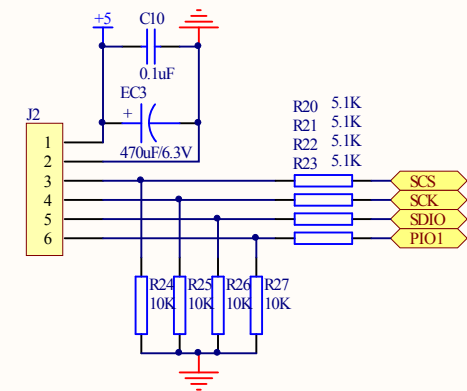 +5
C10
0.1uF
EC3
+
470uF/6.3V
J2
1
2
3
4
5
6
R20 5.1K
R21 5.1K
R22 5.1K
R23 5.1K
SCS
SCK
SDIO
PIO1
R24 R25 R26 R27
10K 10K 10K 10K